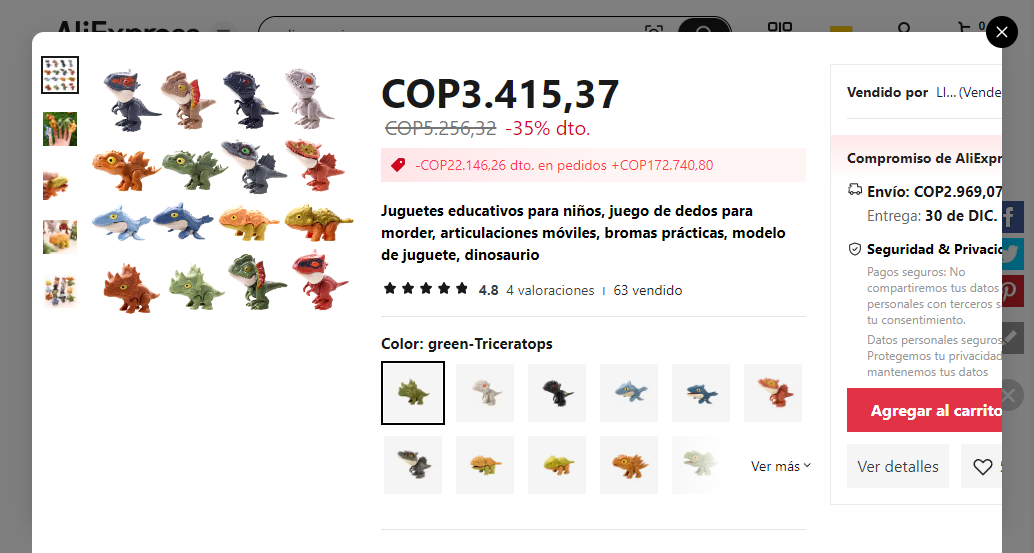 AliExpress
COP3.415,37
COP5.256,32 -35% dto.
-COP22.146,26 dto. en pedidos +COP172.740,80
Juguetes educativos para niños, juego de dedos para
morder, articulaciones móviles, bromas prácticas, modelo
de juguete, dinosaurio
4.8 4 valoraciones 63 vendido
Color: green-Triceratops
Ver más
Vendido por LI... (Vende
Compromiso de AliExpr
Envío: COP2.969,07
Entrega: 30 de DIC.
Seguridad & Privacic
Pagos seguros: No
compartiremos tus datos
personales con terceros s
tu consentimiento.
Datos personales seguros
Protegemos tu privacidad
mantenemos tus datos
Agregar al carrito
Ver detalles